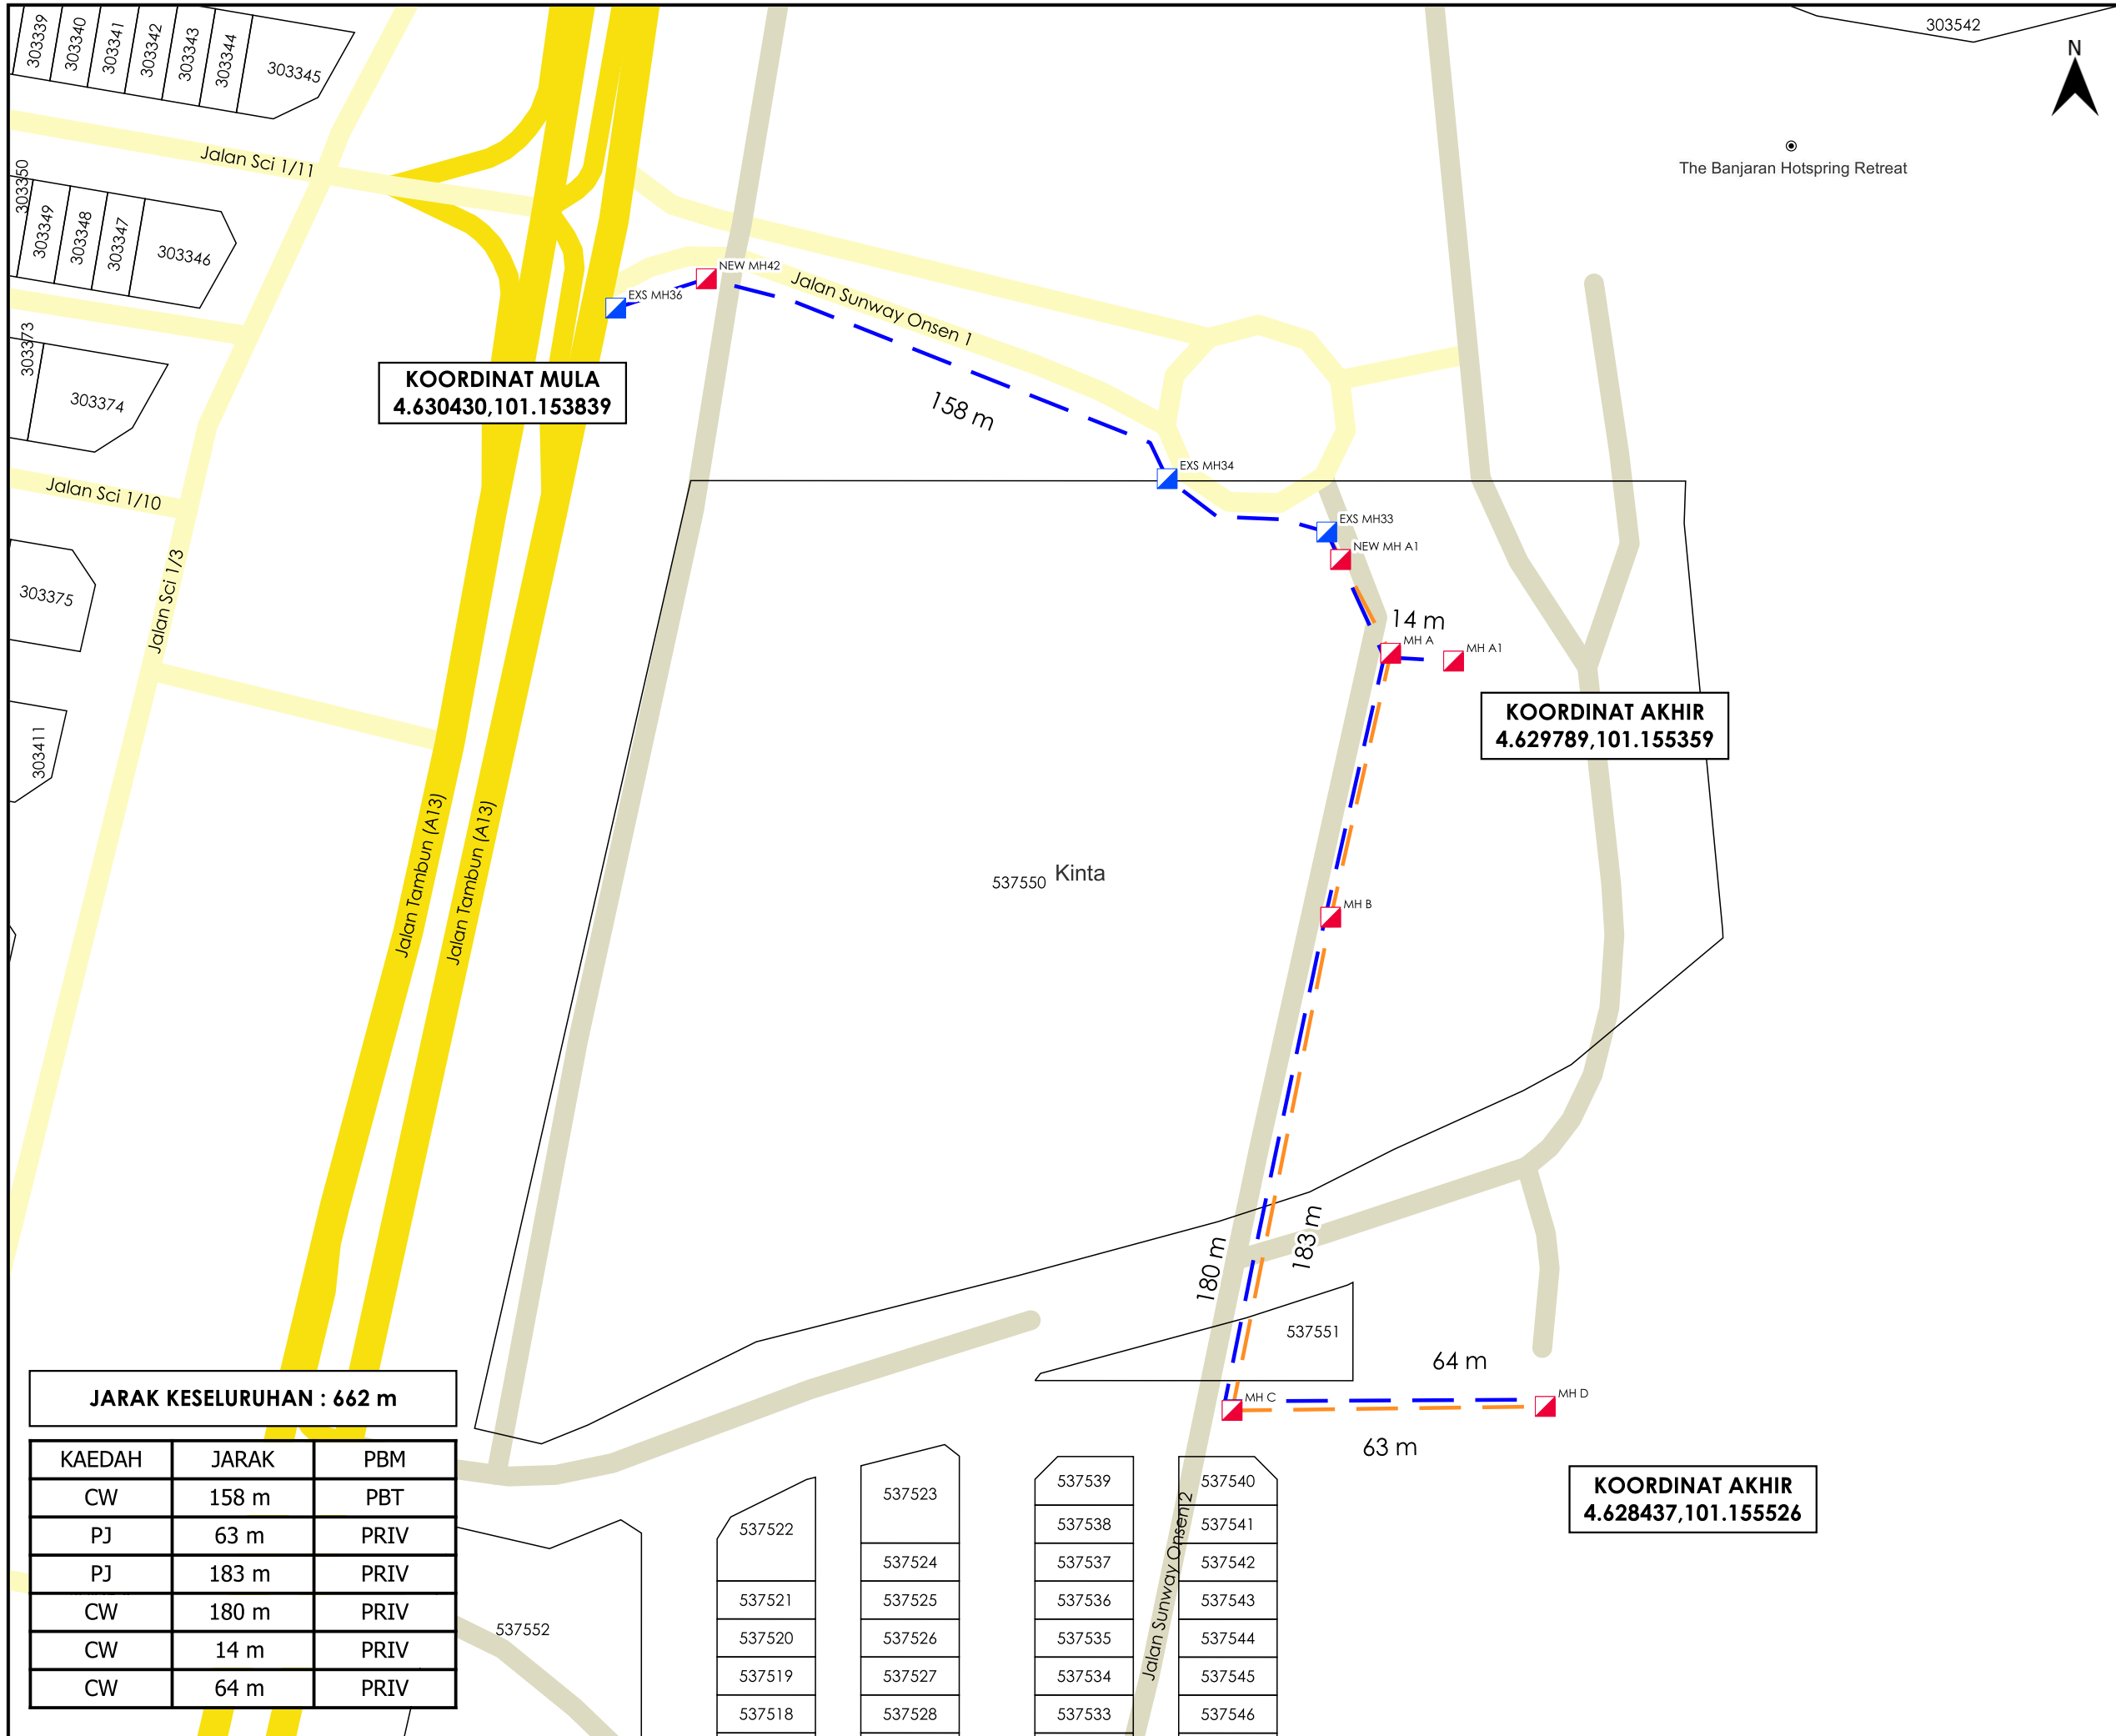 303339
303340
303341
303342
303343
303344
303345
303542
N
The Banjaran Hotspring Retreat
Jalan Sci 1/11
303350
303349
303348
303347
303346
NEW MH42
EXS MH36
Jalan Sunway Onsen 1
303373
303374
KOORDINAT MULA
4.630430,101.153839
158 m
EXS MH34
Jalan Sci 1/10
EXS MH33
NEW MH A1
303375
Jalan Sci 1/3
14 m
MH A
MH A1
KOORDINAT AKHIR
4.629789,101.155359
303411
Jalan Tambun (A13)
Jalan Tambun (A13)
537550
Kinta
MH B
180 m
183 m
537551
64 m
MH C
MH D
63 m
KOORDINAT AKHIR
4.628437,101.155526
JARAK KESELURUHAN : 662 m
KAEDAH JARAK PBM
CW 158 m PBT
PJ 63 m PRIV
PJ 183 m PRIV
CW 180 m PRIV
CW 14 m PRIV
CW 64 m PRIV
537552
537522
537521
537520
537519
537518
537523
537524
537525
537526
537527
537528
537539
537538
537537
537536
537535
537534
537533
Jalan Sunway Onsen 2
537540
537541
537542
537543
537544
537545
537546